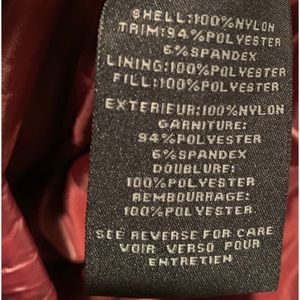 SHELL:100%NYLON
TRIM:94%POLYESTER
6%SPANDEX
LINING:100%POLYESTER
FILL:100%POLYESTER
EXTERIEUR:100%NYLON
GARNITURE:
94%POLYESTER
6%SPANDEX
DOUBLURE:
100%POLYESTER
REMBOURRAGE:
100%POLYESTER
SEE REVERSE FOR CARE
VOIR VERSO POUR
ENTRETIEN